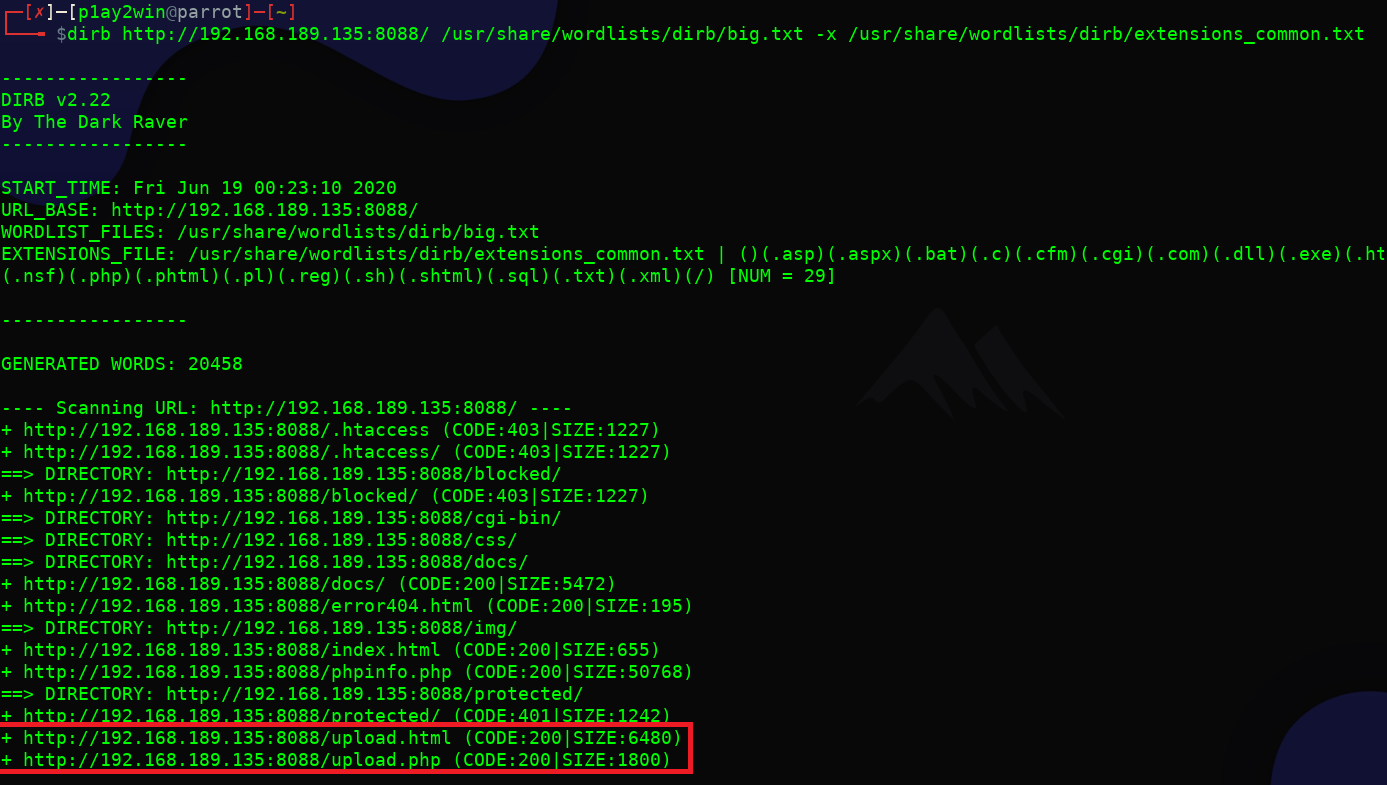 ┌─[✗]─[p1ay2win@parrot]─[~]
└──╼ $dirb http://192.168.189.135:8088/ /usr/share/wordlists/dirb/big.txt -x /usr/share/wordlists/dirb/extensions_common.txt
-----------------
DIRB v2.22
By The Dark Raver
-----------------
START_TIME: Fri Jun 19 00:23:10 2020
URL_BASE: http://192.168.189.135:8088/
WORDLIST_FILES: /usr/share/wordlists/dirb/big.txt
EXTENSIONS_FILE: /usr/share/wordlists/dirb/extensions_common.txt | ()(.asp)(.aspx)(.bat)(.c)(.cfm)(.cgi)(.com)(.dll)(.exe)(.ht
(.nsf)(.php)(.phtml)(.pl)(.reg)(.sh)(.shtml)(.sql)(.txt)(.xml)(/) [NUM = 29]
-----------------
GENERATED WORDS: 20458
---- Scanning URL: http://192.168.189.135:8088/ ----
+ http://192.168.189.135:8088/.htaccess (CODE:403|SIZE:1227)
+ http://192.168.189.135:8088/.htaccess/ (CODE:403|SIZE:1227)
==> DIRECTORY: http://192.168.189.135:8088/blocked/
+ http://192.168.189.135:8088/blocked/ (CODE:403|SIZE:1227)
==> DIRECTORY: http://192.168.189.135:8088/cgi-bin/
==> DIRECTORY: http://192.168.189.135:8088/css/
==> DIRECTORY: http://192.168.189.135:8088/docs/
+ http://192.168.189.135:8088/docs/ (CODE:200|SIZE:5472)
+ http://192.168.189.135:8088/error404.html (CODE:200|SIZE:195)
==> DIRECTORY: http://192.168.189.135:8088/img/
+ http://192.168.189.135:8088/index.html (CODE:200|SIZE:655)
+ http://192.168.189.135:8088/phpinfo.php (CODE:200|SIZE:50768)
==> DIRECTORY: http://192.168.189.135:8088/protected/
+ http://192.168.189.135:8088/protected/ (CODE:401|SIZE:1242)
+ http://192.168.189.135:8088/upload.html (CODE:200|SIZE:6480)
+ http://192.168.189.135:8088/upload.php (CODE:200|SIZE:1800)